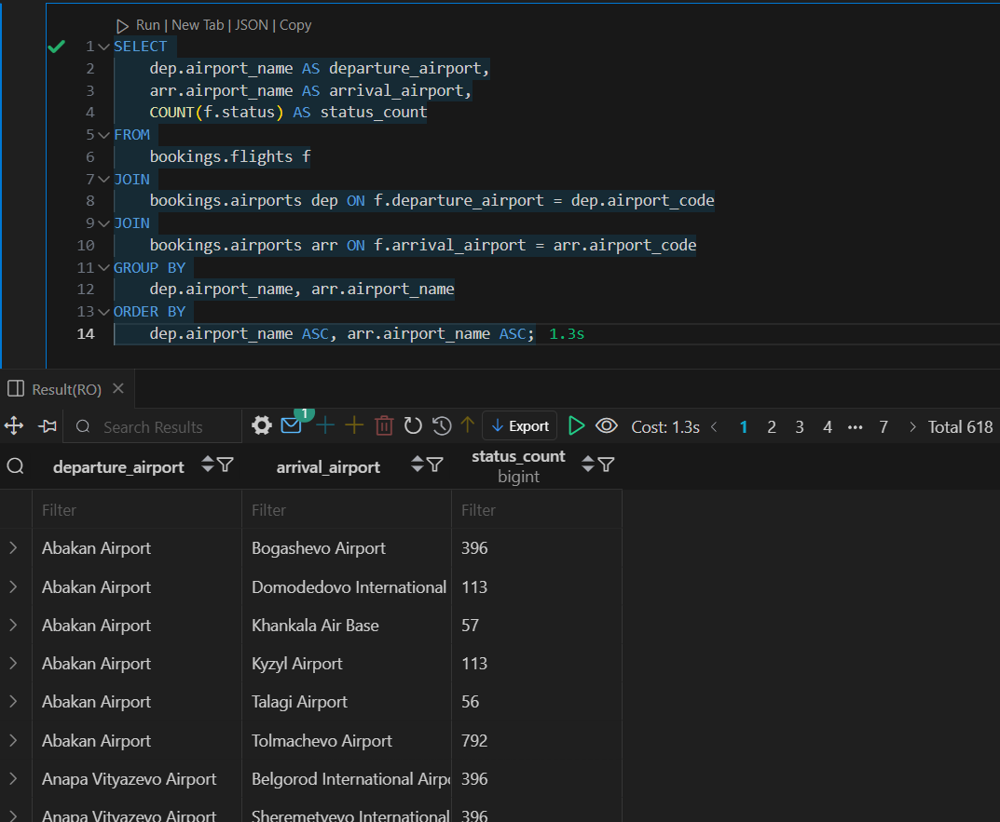 Run | New Tab | JSON | Copy
1 SELECT
2 dep.airport_name AS departure_airport,
3 arr.airport_name AS arrival_airport,
4 COUNT(f.status) AS status_count
5 FROM
6 bookings.flights f
7 JOIN
8 bookings.airports dep ON f.departure_airport = dep.airport_code
9 JOIN
10 bookings.airports arr ON f.arrival_airport = arr.airport_code
11 GROUP BY
12 dep.airport_name, arr.airport_name
13 ORDER BY
14 dep.airport_name ASC, arr.airport_name ASC; 1.3s
Result(RO)
Search Results 1 Export Cost: 1.3s 1 2 3 4 ••• 7 Total 618
departure_airport arrival_airport status_count
bigint
Filter Filter Filter
Abakan Airport Bogashevo Airport 396
Abakan Airport Domodedovo International 113
Abakan Airport Khankala Air Base 57
Abakan Airport Kyzyl Airport 113
Abakan Airport Talagi Airport 56
Abakan Airport Tolmachevo Airport 792
Anapa Vityazevo Airport Belgorod International Airpo 396
Anapa Vityazevo Airport Sheremetyevo International 396